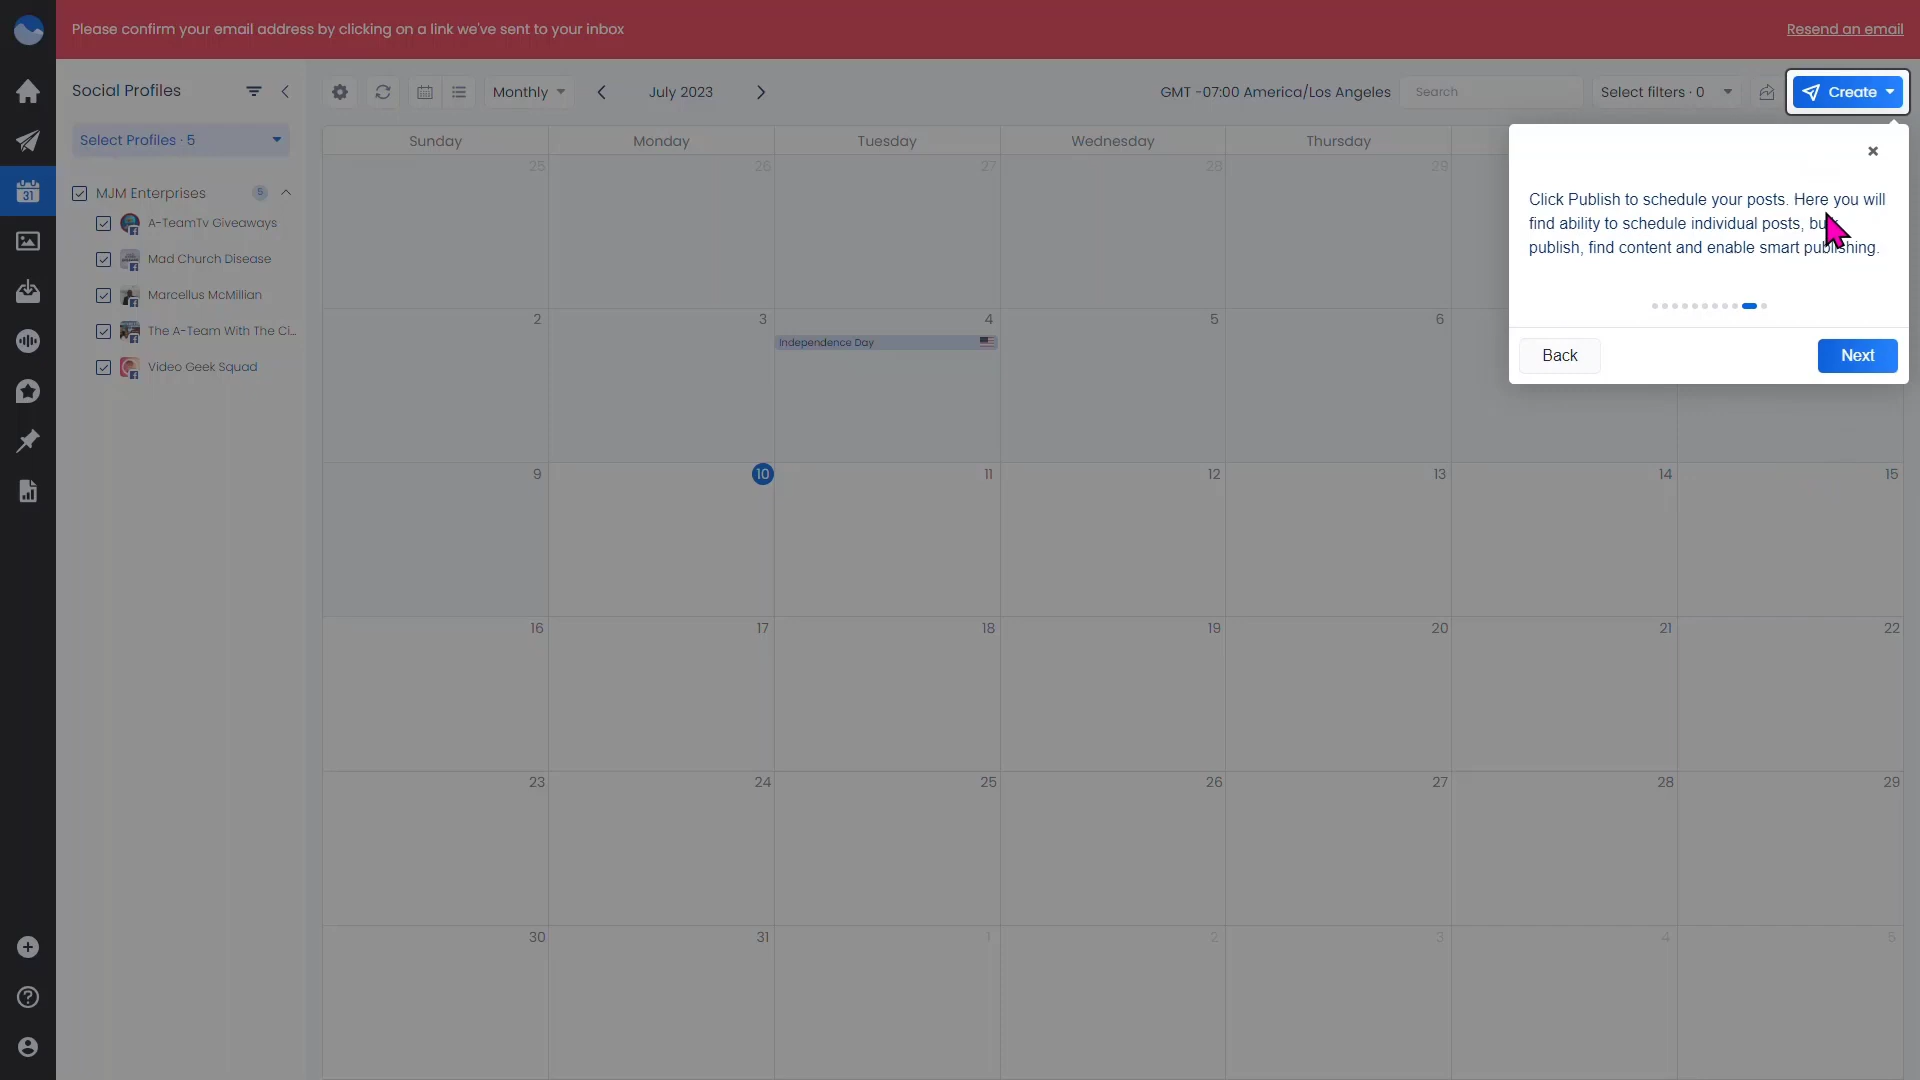 Please confirm your email address by clicking on a link we've sent to your inbox
Resend an email
Social Profiles
Select Profiles · 5
MJM Enterprises
5
A-TeamTv Giveaways
Mad Church Disease
Marcellus McMillian
The A-Team With The Ci...
Video Geek Squad
31
Monthly
July 2023
GMT -07:00 America/Los Angeles
Search
Select filters · 0
Create
Click Publish to schedule your posts. Here you will
find ability to schedule individual posts,
publish, find content and enable smart publishing.
Back
Next
Sunday Monday Tuesday Wednesday Thursday
25 26 27 28 29
2 3 4 5 6
Independence Day
9 10 11 12 13 14 15
16 17 18 19 20 21 22
23 24 25 26 27 28 29
30 31 1 2 3 4 5